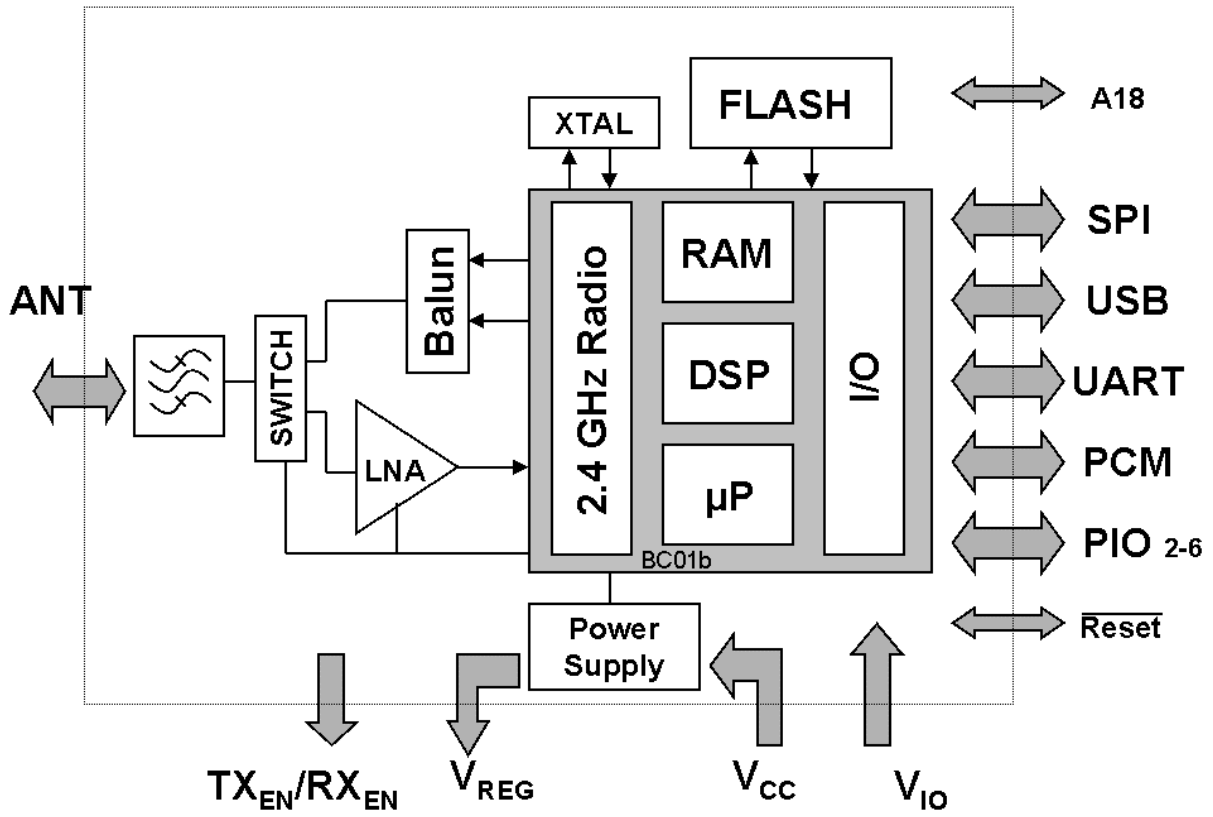 FLASH
A18
XTAL
SPI
RAM
2.4 GHz Radio
I/O
Balun
ANT
USB
SWITCH
DSP
UART
LNA
PCM
µP
PIO 2-6
BC01b
Power
Supply
Reset
TXEN/RXEN
VREG
VCC
VIO